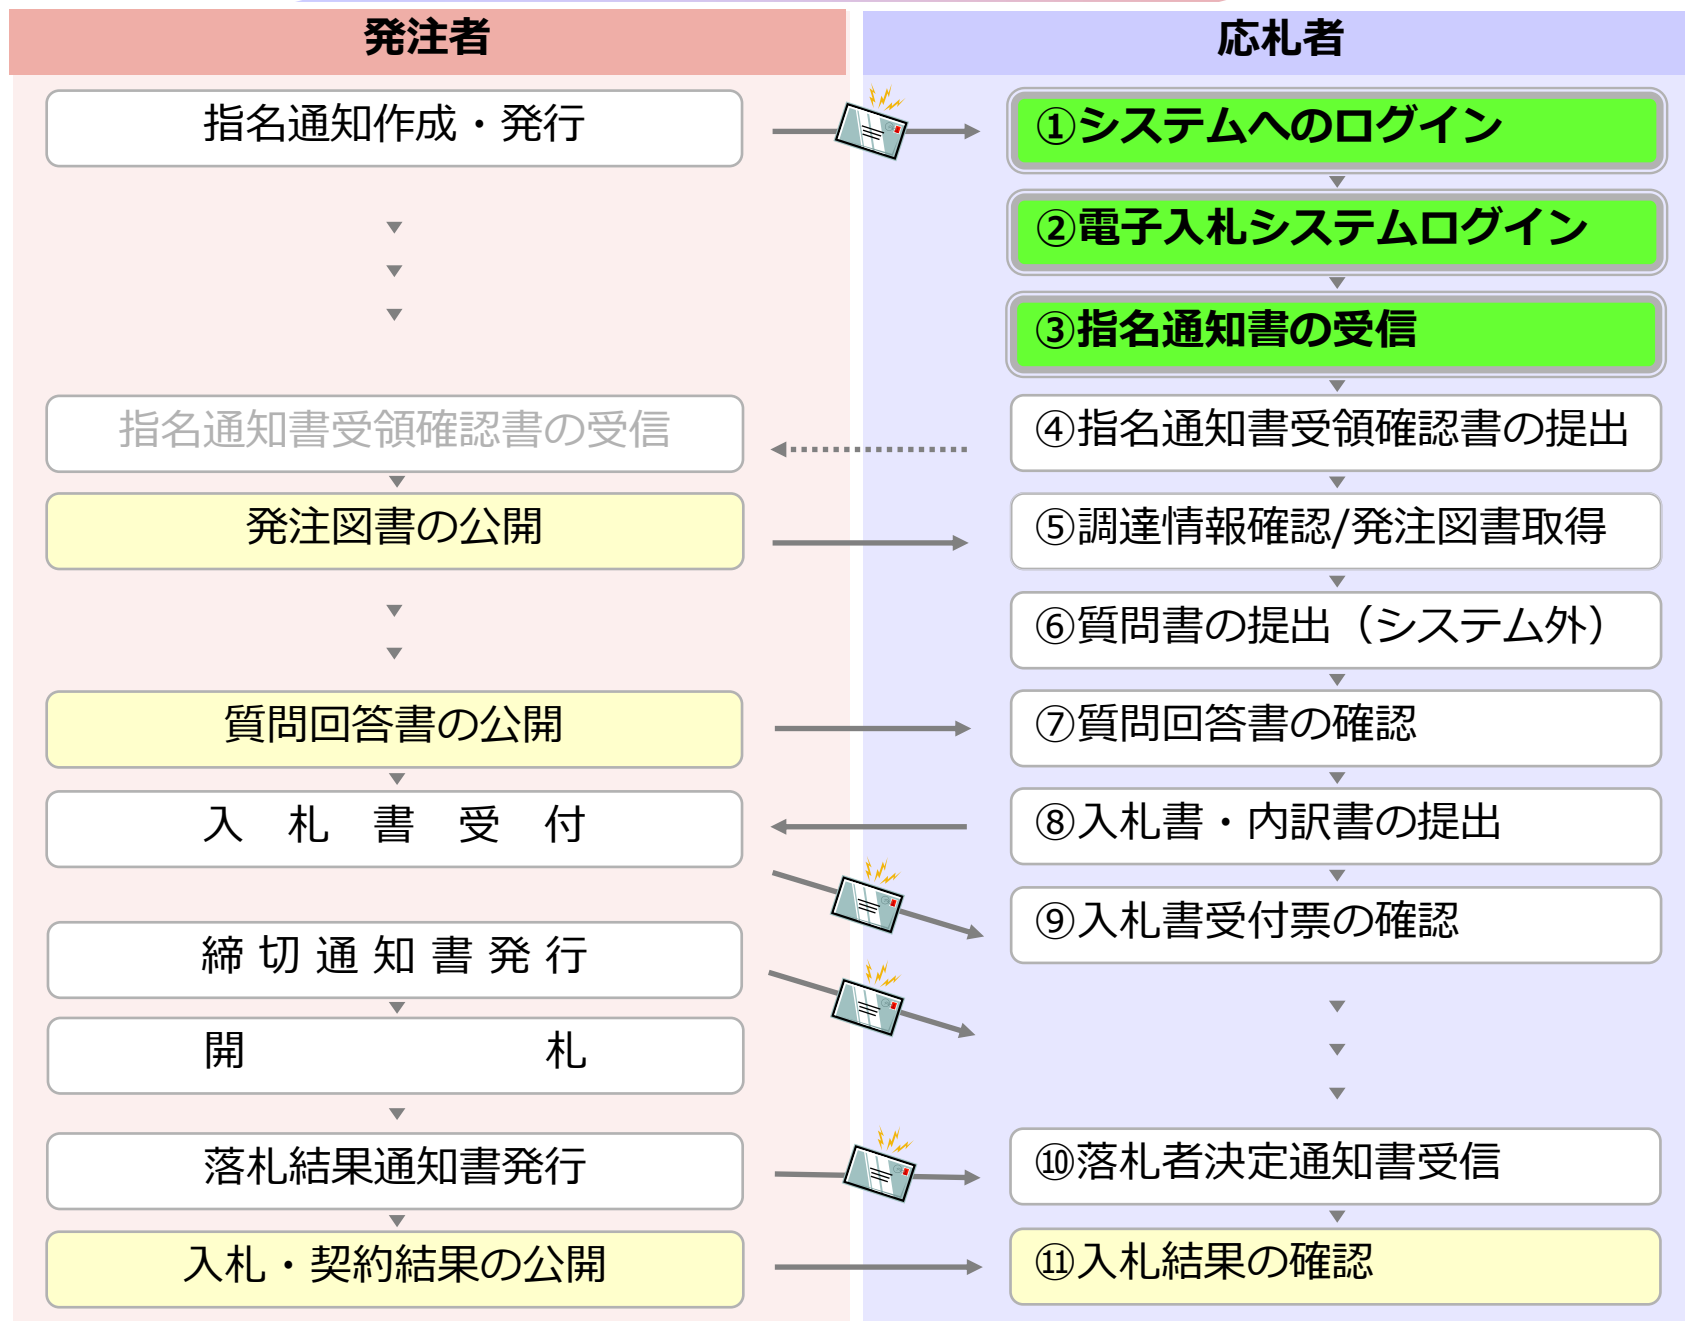 発注者
応札者
指名通知作成・発行
①システムへのログイン
②電子入札システムログイン
③指名通知書の受信
指名通知書受領確認書の受信
④指名通知書受領確認書の提出
発注図書の公開
⑤調達情報確認/発注図書取得
⑥質問書の提出（システム外）
質問回答書の公開
⑦質問回答書の確認
入　札　書　受　付
⑧入札書・内訳書の提出
⑨入札書受付票の確認
締 切 通 知 書 発 行
開　　　　　　　札
落札結果通知書発行
⑩落札者決定通知書受信
入札・契約結果の公開
⑪入札結果の確認